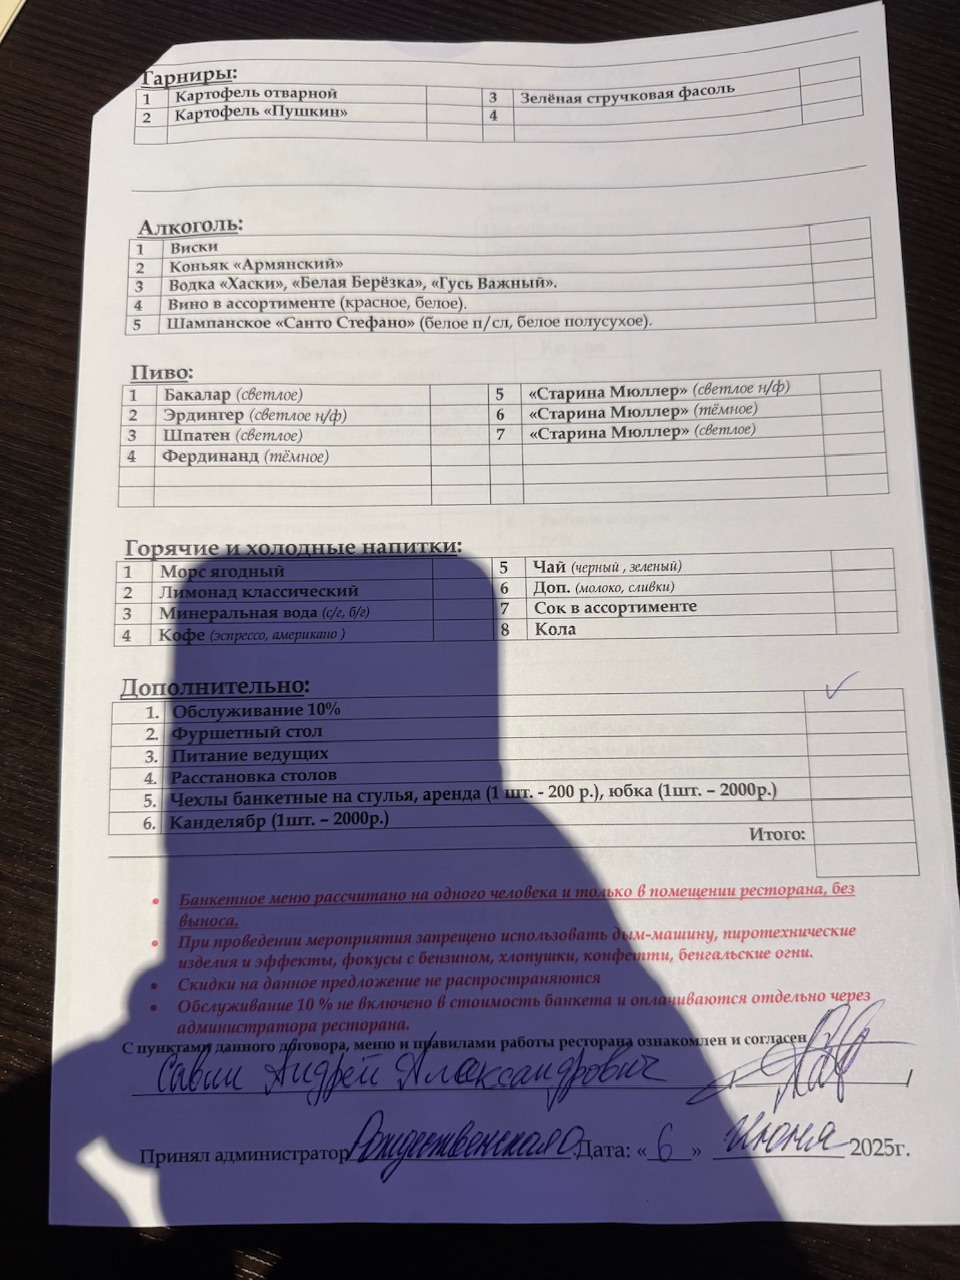 Гарниры:
1 Картофель отварной 3 Зелёная стручковая фасоль
2 Картофель «Пушкин» 4
Алкоголь:
1 Виски
2 Коньяк «Армянский»
3 Водка «Хаски», «Белая Берёзка», «Гусь Важный».
4 Вино в ассортименте (красное, белое).
5 Шампанское «Санто Стефано» (белое п/сл, белое полусухое).
Пиво:
1 Бакалар (светлое) 5 «Старина Мюллер» (светлое н/ф)
2 Эрдингер (светлое н/ф) 6 «Старина Мюллер» (тёмное)
3 Шпатен (светлое) 7 «Старина Мюллер» (светлое)
4 Фердинанд (тёмное)
Горячие и холодные напитки:
1 Морс ягодный 5 Чай (черный , зеленый)
2 Лимонад классический 6 Доп. (молоко, сливки)
3 Минеральная вода (с/г, б/г) 7 Сок в ассортименте
4 Кофе (эспрессо, американо ) 8 Кола
Дополнительно:
1. Обслуживание 10%
2. Фуршетный стол
3. Питание ведущих
4. Расстановка столов
5. Чехлы банкетные на стулья, аренда (1 шт. - 200 р.), юбка (1шт. – 2000р.)
6. Канделябр (1шт. – 2000р.)
Итого:
• Банкетное меню рассчитано на одного человека и только в помещении ресторана, без
выноса.
• При проведении мероприятия запрещено использовать дым-машину, пиротехнические
изделия и эффекты, фокусы с бензином, хлопушки, конфетти, бенгальские огни.
• Скидки на данное предложение не распространяются
• Обслуживание 10 % не включено в стоимость банкета и оплачиваются отдельно через
администратора ресторана.
С пунктами данного договора, меню и правилами работы ресторана ознакомлен и согласен
Савин Андрей Александрович
Принял администратор Рождественская О. Дата: «6» Июня 2025г.